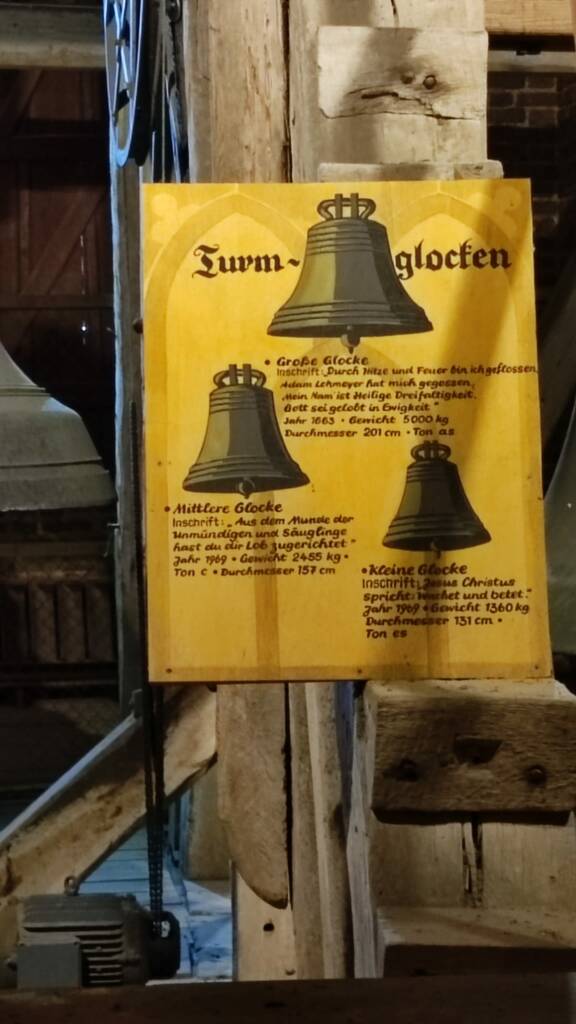 Turm-glocken
• Große Glocke
Inschrift: „Durch Hitze und Feuer bin ich geflossen,
Adam Lehmeyer hat mich gegossen,
Mein Nam' ist Heilige Dreifaltigkeit,
Gott sei gelobt in Ewigkeit"
Jahr 1663 • Gewicht 5000 kg
Durchmesser 201 cm • Ton as
• Mittlere Glocke
Inschrift: „Aus dem Munde der
Unmündigen und Säuglinge
hast du dir Lob zugerichtet"
Jahr 1969 • Gewicht 2455 kg •
Ton c • Durchmesser 157 cm
• Kleine Glocke
Inschrift: „Jesus Christus
spricht: Wachet und betet."
Jahr 1969 • Gewicht 1360 kg
Durchmesser 131 cm •
Ton es